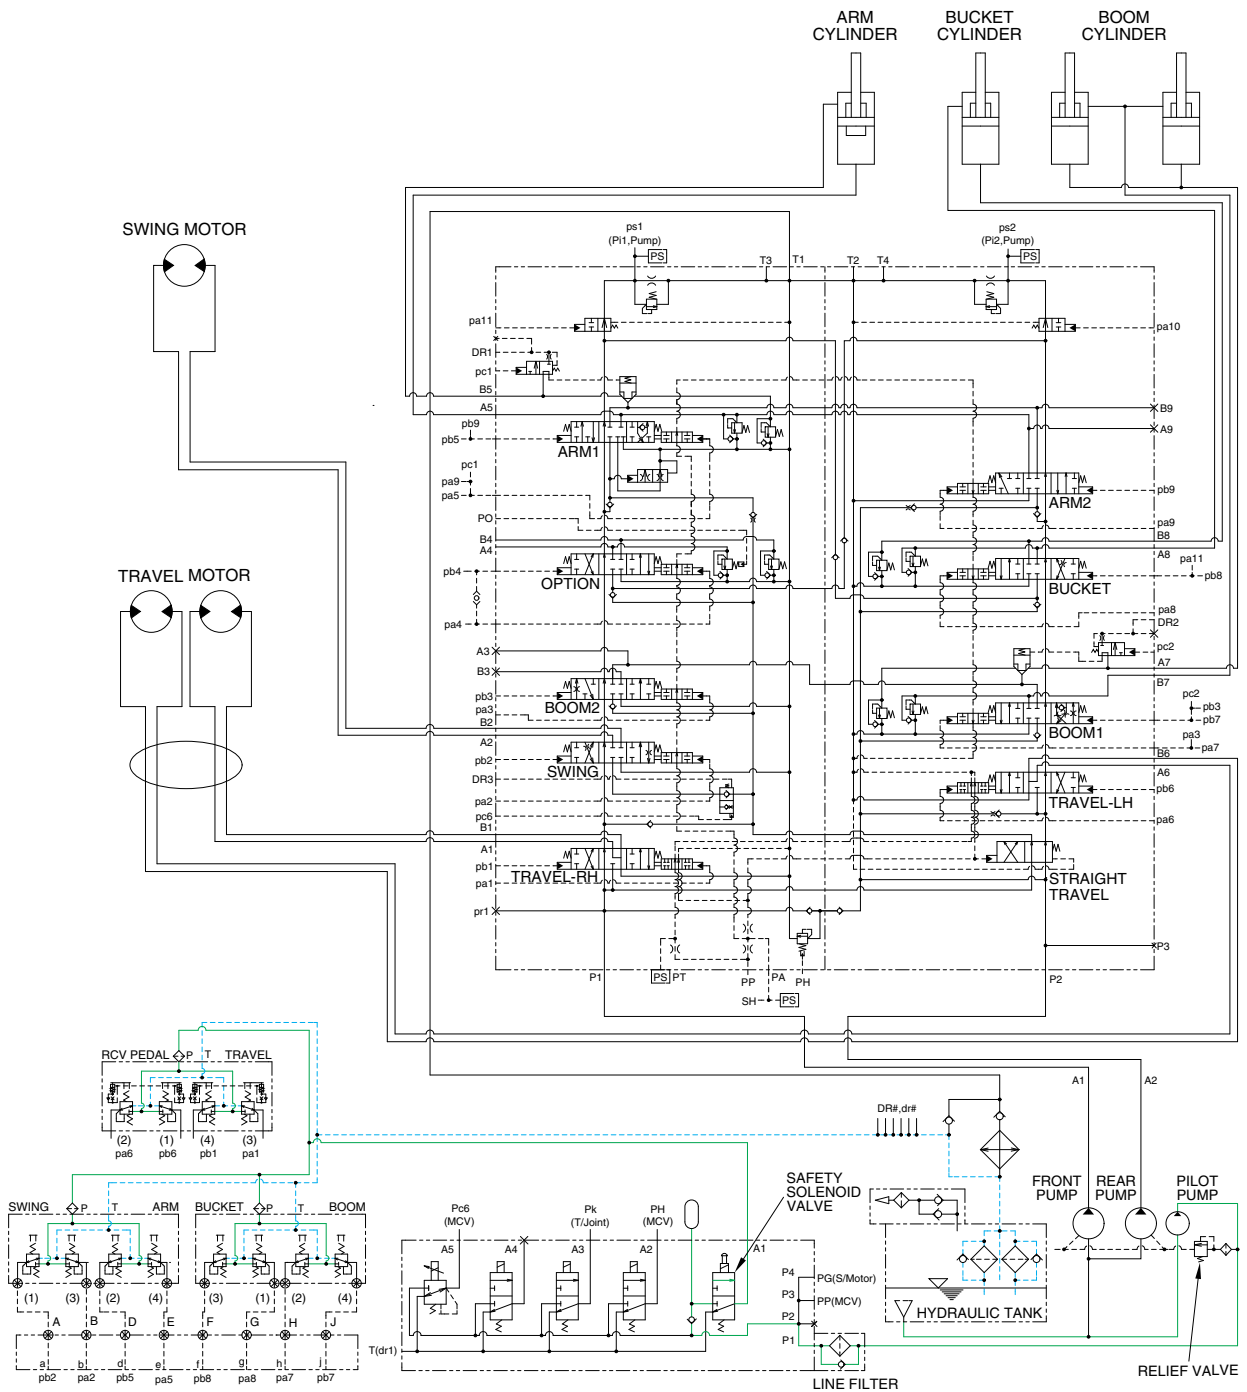 ARM
CYLINDER
BUCKET
CYLINDER
BOOM
CYLINDER
SWING MOTOR
TRAVEL MOTOR
ps1
(Pi1,Pump)
PS
ps2
(Pi2,Pump)
PS
T3
T1
T2
T4
pa11
DR1
pc1
B5
A5
pb9
pb5
ARM1
pc1
pa9
pa5
PO
B4
A4
pb4
OPTION
pa4
A3
B3
pb3
BOOM2
pa3
B2
A2
pb2
SWING
DR3
pa2
pc6
B1
A1
pb1
TRAVEL-RH
pa1
pr1
pa10
B9
A9
pb9
ARM2
pa9
B8
A8
pa11
pb8
BUCKET
pa8
DR2
pc2
A7
B7
pc2
pb3
pb7
BOOM1
pa3
pa7
B6
A6
pb6
TRAVEL-LH
pa6
STRAIGHT
TRAVEL
P3
P1
PS
PT
PP
PA
PH
P2
SH
PS
RCV PEDAL
P
T
TRAVEL
(2)
(1)
(4)
(3)
pa6
pb6
pb1
pa1
SWING
P
T
ARM
BUCKET
P
T
BOOM
(1)
(3)
(2)
(4)
(3)
(1)
(2)
(4)
A
B
D
E
F
G
H
J
a
b
d
e
f
g
h
j
pb2
pa2
pb5
pa5
pb8
pa8
pa7
pb7
A1
A2
DR#,dr#
FRONT
PUMP
REAR
PUMP
PILOT
PUMP
SAFETY
SOLENOID
VALVE
Pc6
(MCV)
Pk
(T/Joint)
PH
(MCV)
A5
A4
A3
A2
A1
P4
PG(S/Motor)
P3
PP(MCV)
P2
P1
T(dr1)
HYDRAULIC TANK
LINE FILTER
RELIEF VALVE